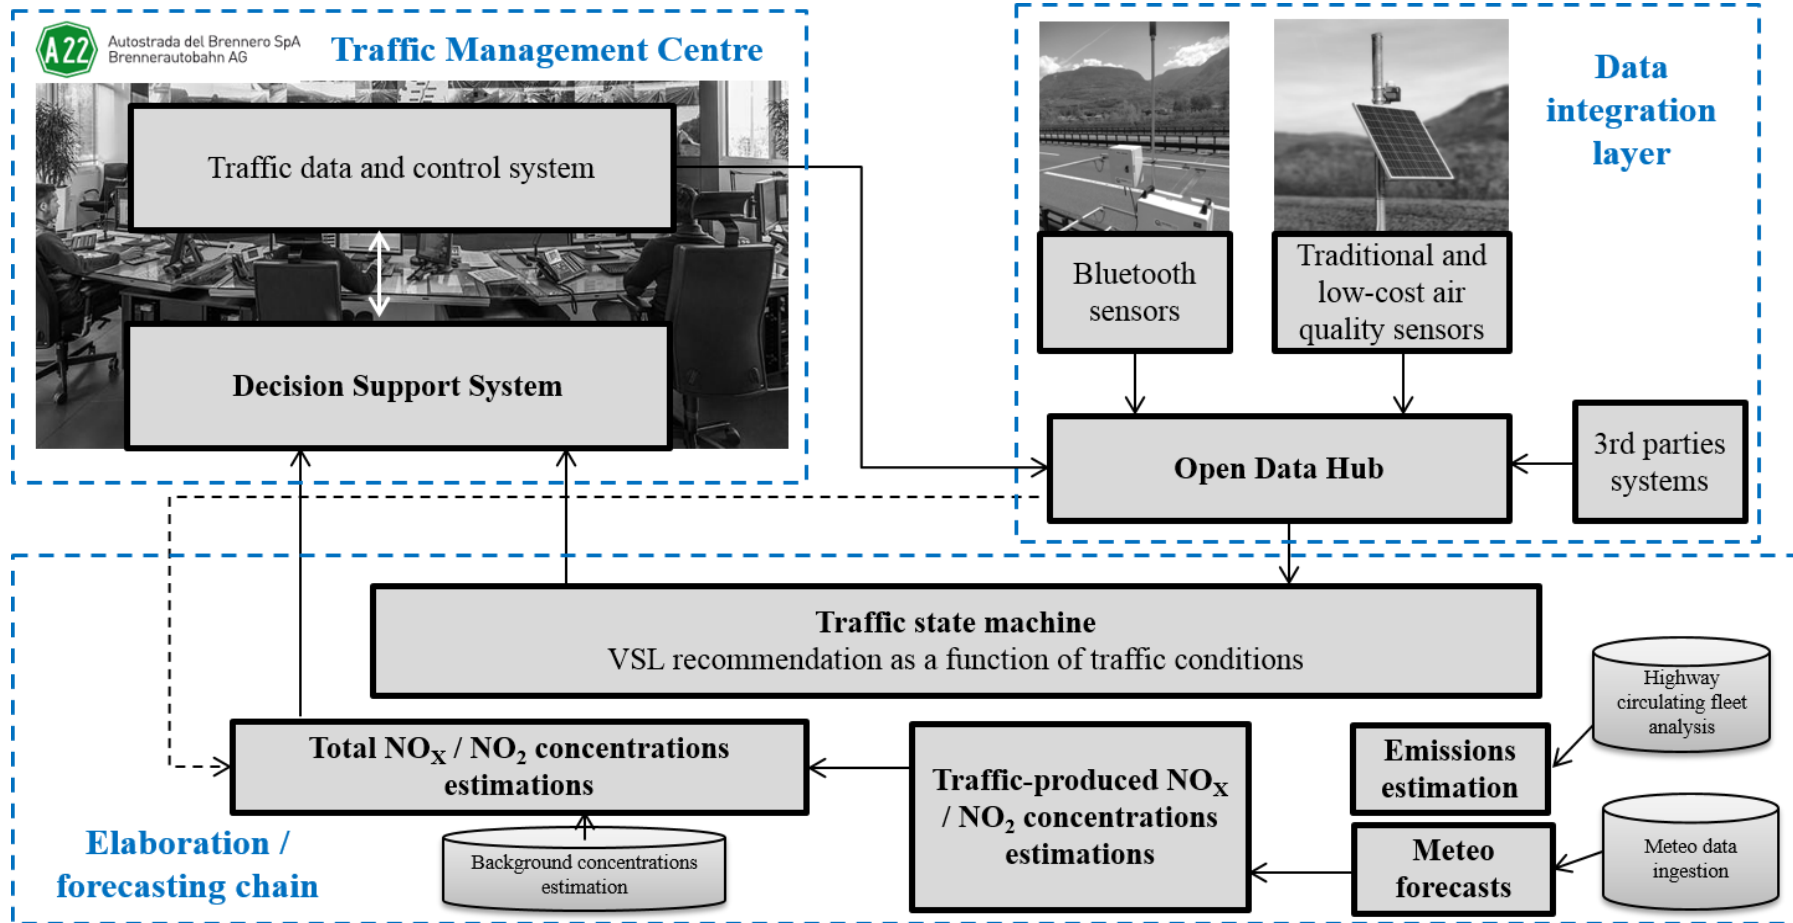 A22
Autostrada del Brennero SpA
Brennerautobahn AG
Traffic Management Centre
Traffic data and control system
Decision Support System
Data
integration
layer
Bluetooth
sensors
Traditional and
low-cost air
quality sensors
Open Data Hub
3rd parties
systems
Traffic state machine
VSL recommendation as a function of traffic conditions
Highway
circulating fleet
analysis
Total NOX / NO2 concentrations
estimations
Traffic-produced NOX
/ NO2 concentrations
estimations
Emissions
estimation
Meteo
forecasts
Meteo data
ingestion
Background concentrations
estimation
Elaboration /
forecasting chain